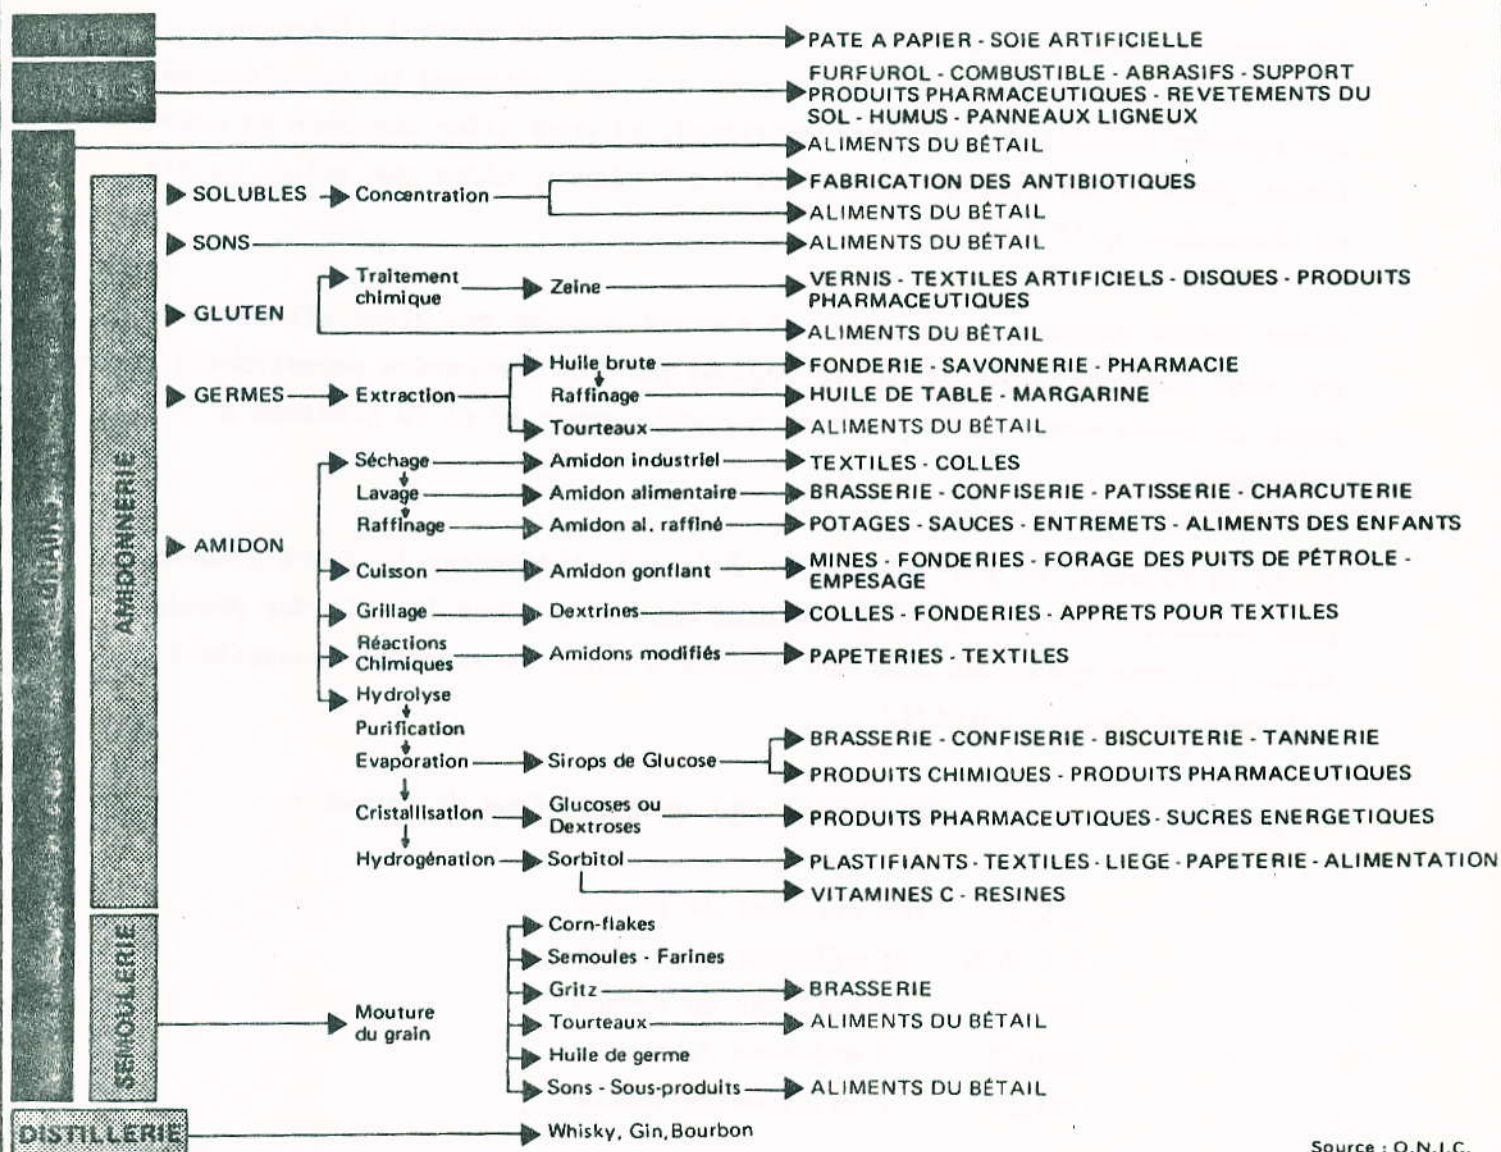 PATE A PAPIER - SOIE ARTIFICIELLE
FURFUROL - COMBUSTIBLE - ABRASIFS - SUPPORT
PRODUITS PHARMACEUTIQUES - REVETEMENTS DU
SOL - HUMUS - PANNEAUX LIGNEUX
GRAINS
ALIMENTS DU BÉTAIL
AMIDONNERIE
SOLUBLES
Concentration
FABRICATION DES ANTIBIOTIQUES
ALIMENTS DU BÉTAIL
SONS
ALIMENTS DU BÉTAIL
GLUTEN
Traitement
chimique
Zeine
VERNIS - TEXTILES ARTIFICIELS - DISQUES - PRODUITS
PHARMACEUTIQUES
ALIMENTS DU BÉTAIL
GERMES
Extraction
Huile brute
FONDERIE - SAVONNERIE - PHARMACIE
Raffinage
HUILE DE TABLE - MARGARINE
Tourteaux
ALIMENTS DU BÉTAIL
AMIDON
Séchage
Amidon industriel
TEXTILES - COLLES
Lavage
Amidon alimentaire
BRASSERIE - CONFISERIE - PATISSERIE - CHARCUTERIE
Raffinage
Amidon al. raffiné
POTAGES - SAUCES - ENTREMETS - ALIMENTS DES ENFANTS
Cuisson
Amidon gonflant
MINES - FONDERIES - FORAGE DES PUITS DE PÉTROLE -
EMPESAGE
Grillage
Dextrines
COLLES - FONDERIES - APPRETS POUR TEXTILES
Réactions
Chimiques
Amidons modifiés
PAPETERIES - TEXTILES
Hydrolyse
Purification
Evaporation
Sirops de Glucose
BRASSERIE - CONFISERIE - BISCUITERIE - TANNERIE
PRODUITS CHIMIQUES - PRODUITS PHARMACEUTIQUES
Cristallisation
Glucoses ou
Dextroses
PRODUITS PHARMACEUTIQUES - SUCRES ENERGETIQUES
Hydrogénation
Sorbitol
PLASTIFIANTS - TEXTILES - LIEGE - PAPETERIE - ALIMENTATION
VITAMINES C - RESINES
SEMOULERIE
Mouture
du grain
Corn-flakes
Semoules - Farines
Gritz
BRASSERIE
Tourteaux
ALIMENTS DU BÉTAIL
Huile de germe
Sons - Sous-produits
ALIMENTS DU BÉTAIL
DISTILLERIE
Whisky, Gin, Bourbon
Source : O.N.I.C.